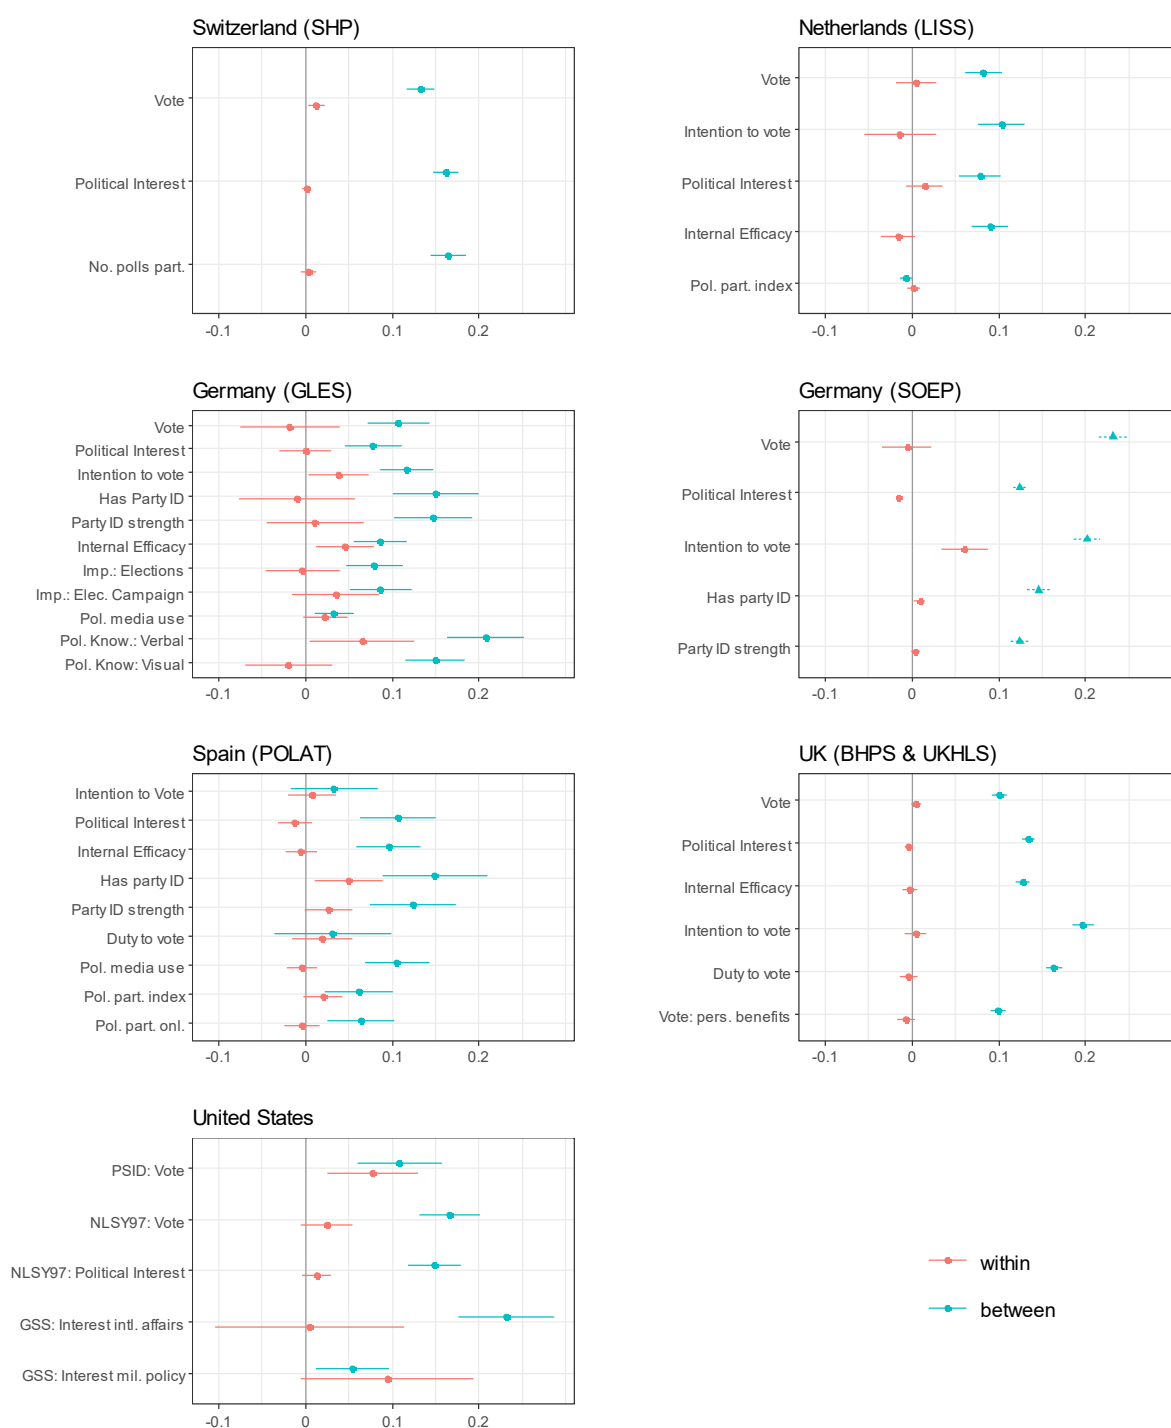 Switzerland (SHP)
Vote
Political Interest
No. polls part.
-0.1 0 0.1 0.2
Netherlands (LISS)
Vote
Intention to vote
Political Interest
Internal Efficacy
Pol. part. index
-0.1 0 0.1 0.2
Germany (GLES)
Vote
Political Interest
Intention to vote
Has Party ID
Party ID strength
Internal Efficacy
Imp.: Elections
Imp.: Elec. Campaign
Pol. media use
Pol. Know.: Verbal
Pol. Know: Visual
-0.1 0 0.1 0.2
Germany (SOEP)
Vote
Political Interest
Intention to vote
Has party ID
Party ID strength
-0.1 0 0.1 0.2
Spain (POLAT)
Intention to Vote
Political Interest
Internal Efficacy
Has party ID
Party ID strength
Duty to vote
Pol. media use
Pol. part. index
Pol. part. onl.
-0.1 0 0.1 0.2
UK (BHPS & UKHLS)
Vote
Political Interest
Internal Efficacy
Intention to vote
Duty to vote
Vote: pers. benefits
-0.1 0 0.1 0.2
United States
PSID: Vote
NLSY97: Vote
NLSY97: Political Interest
GSS: Interest intl. affairs
GSS: Interest mil. policy
-0.1 0 0.1 0.2
within
between